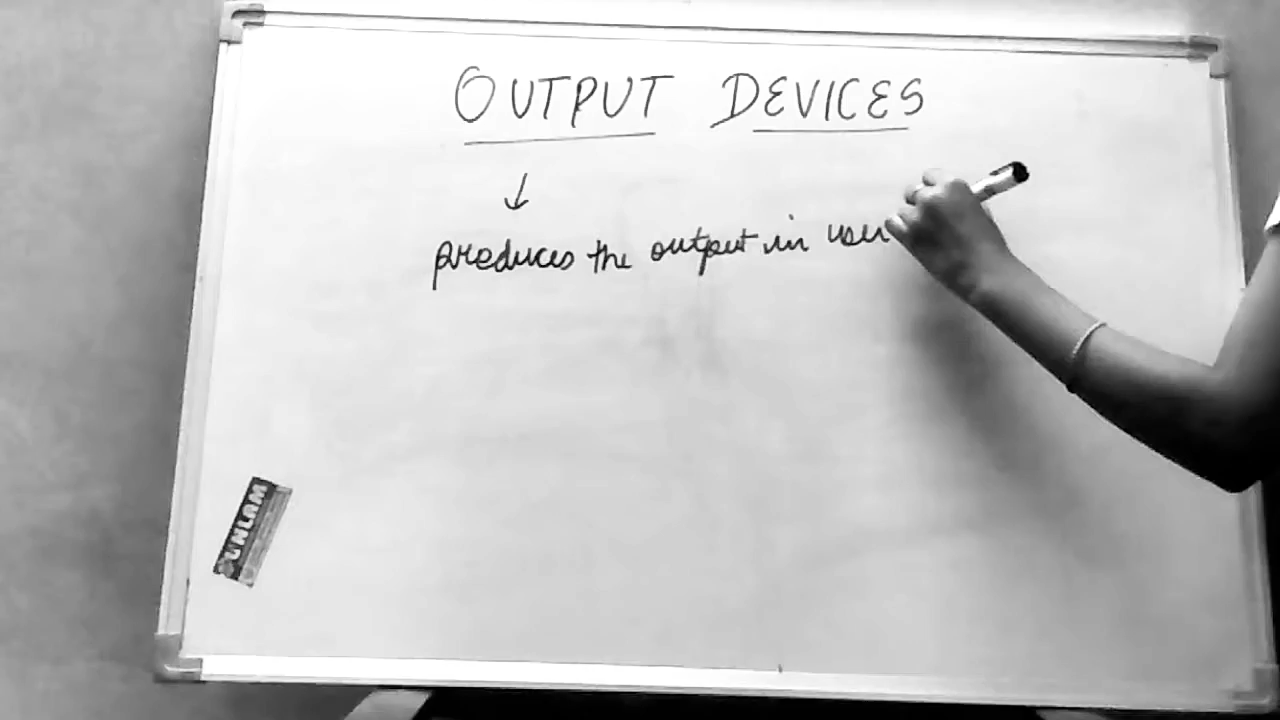 OUTPUT DEVICES
↓
produces the output in user
UNLAM